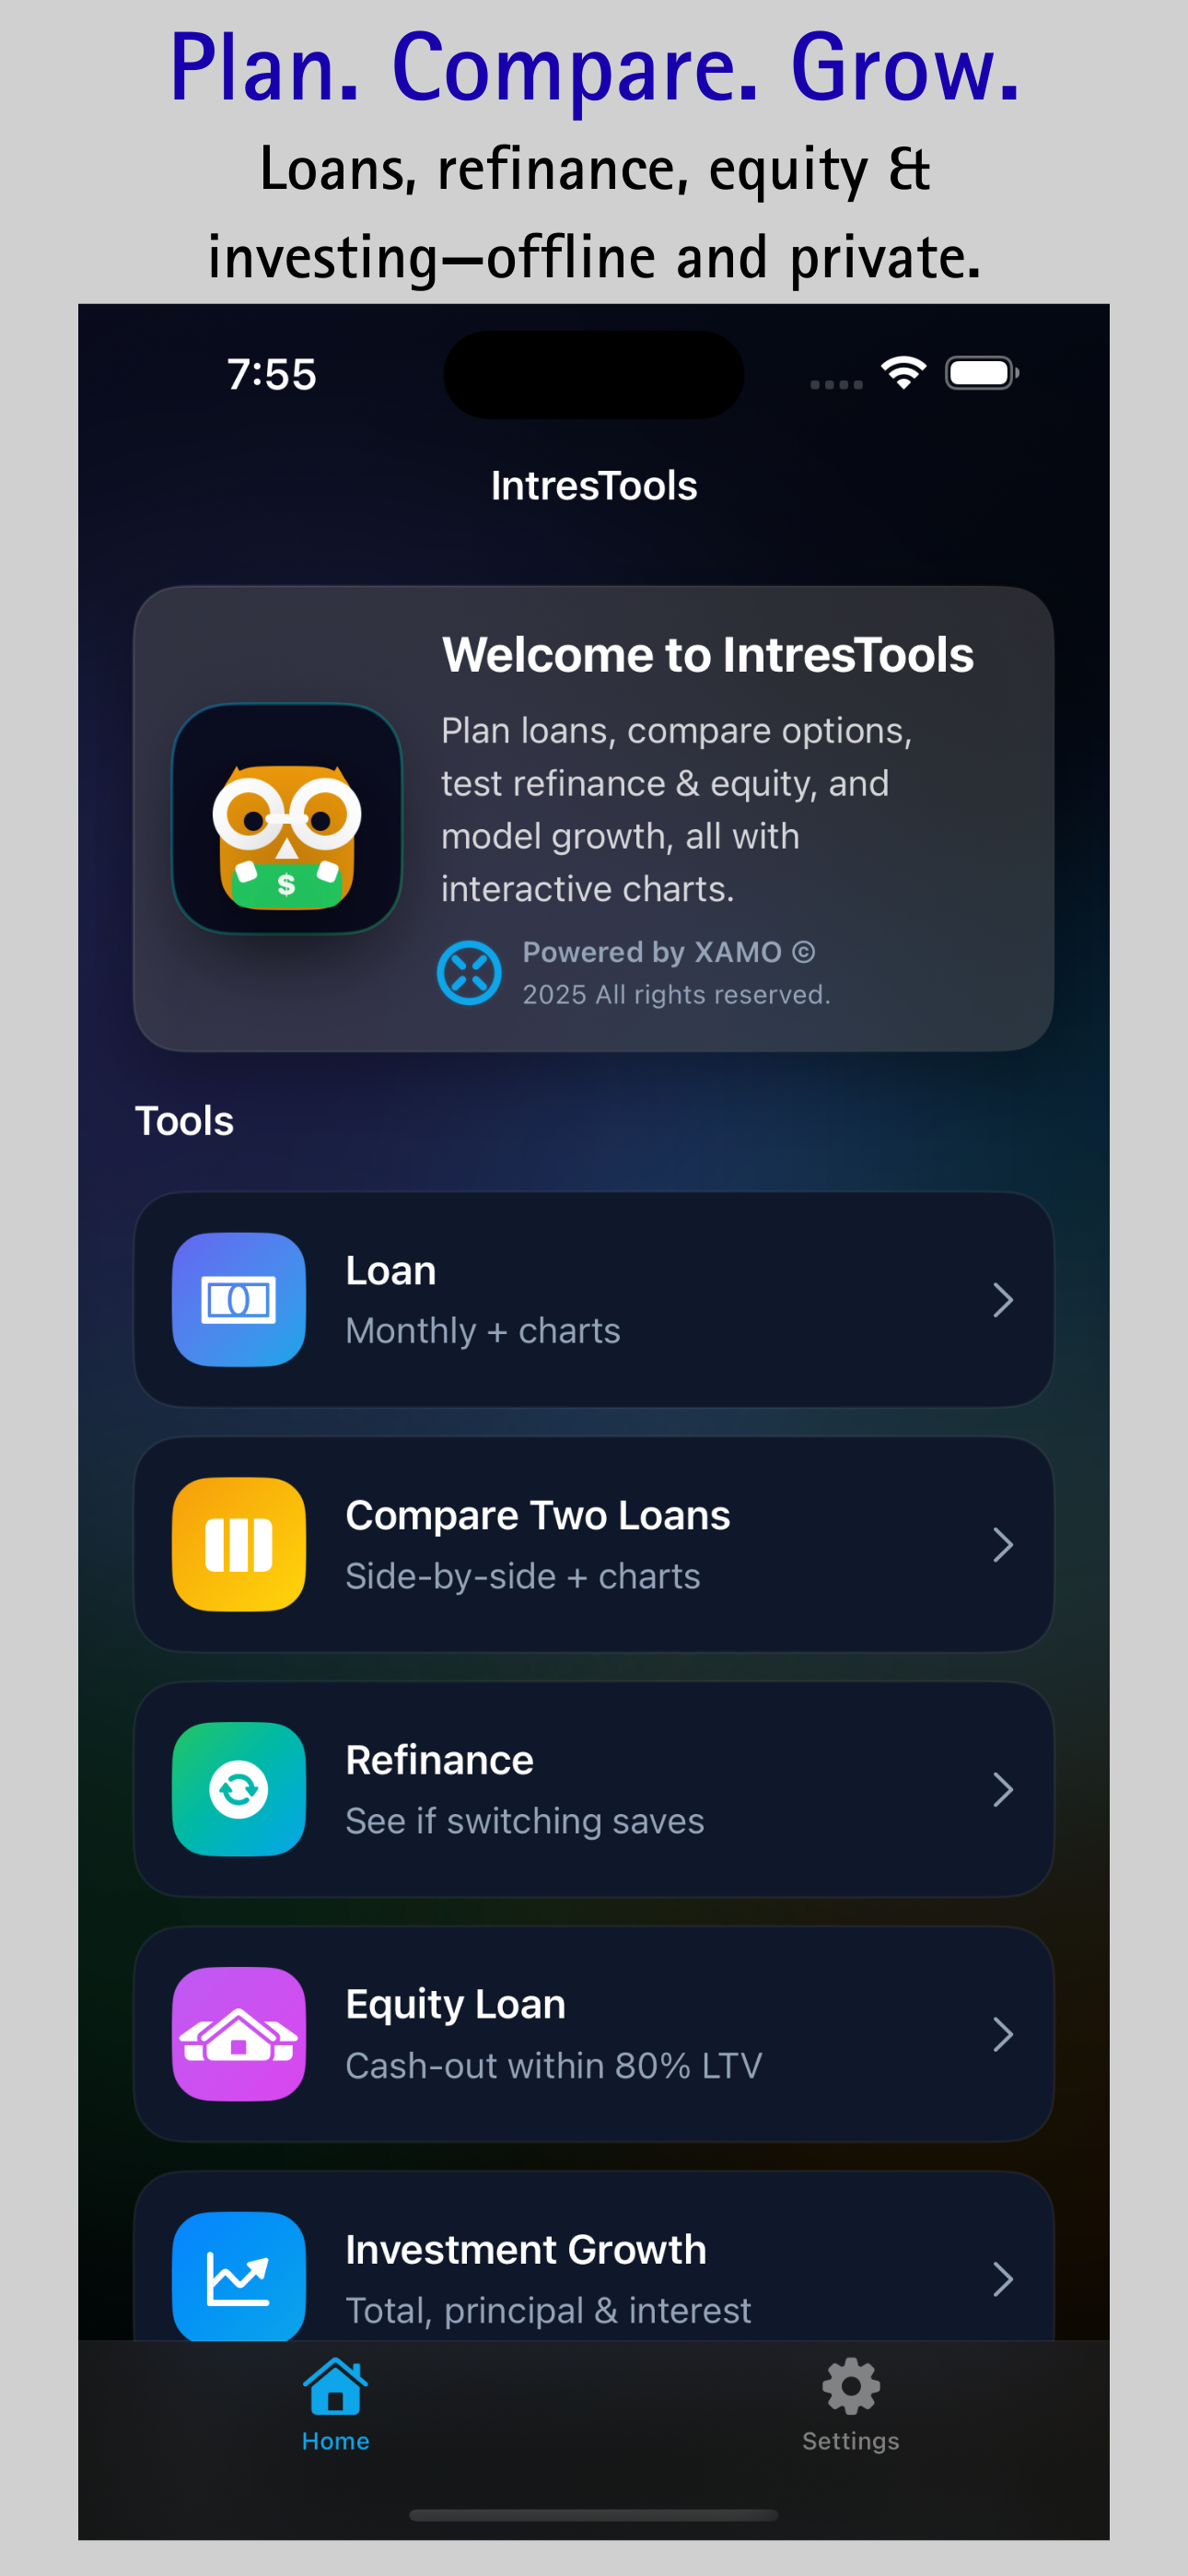 Plan. Compare. Grow.
Loans, refinance, equity &
investing—offline and private.
7:55
IntresTools
Welcome to IntresTools
Plan loans, compare options,
test refinance & equity, and
model growth, all with
interactive charts.
$
Powered by XAMO ©
2025 All rights reserved.
Tools
Loan
Monthly + charts
Compare Two Loans
Side-by-side + charts
Refinance
See if switching saves
Equity Loan
Cash-out within 80% LTV
Investment Growth
Total, principal & interest
Home
Settings